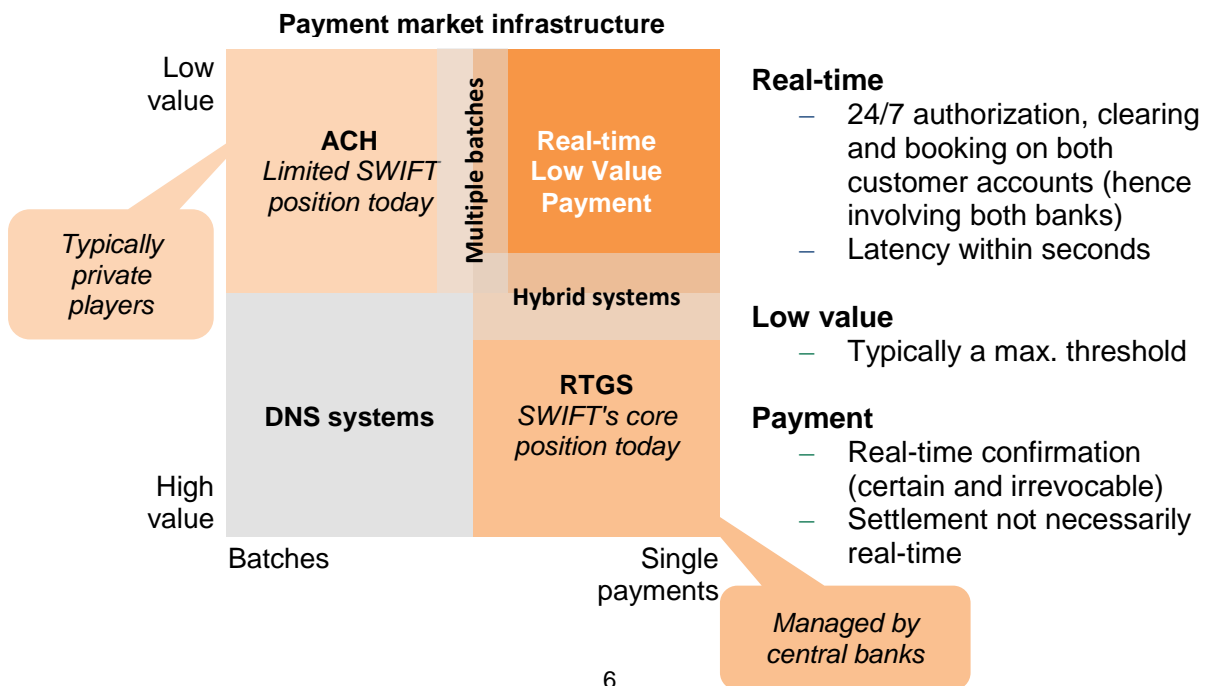 Payment market infrastructure
Low
value
ACH
Limited SWIFT
position today
Multiple batches
Real-time
Low Value
Payment
Typically
private
players
Hybrid systems
DNS systems
RTGS
SWIFT's core
position today
High
value
Batches
Single
payments
Managed by
central banks
Real-time
– 24/7 authorization, clearing
and booking on both
customer accounts (hence
involving both banks)
– Latency within seconds
Low value
– Typically a max. threshold
Payment
– Real-time confirmation
(certain and irrevocable)
– Settlement not necessarily
real-time
6